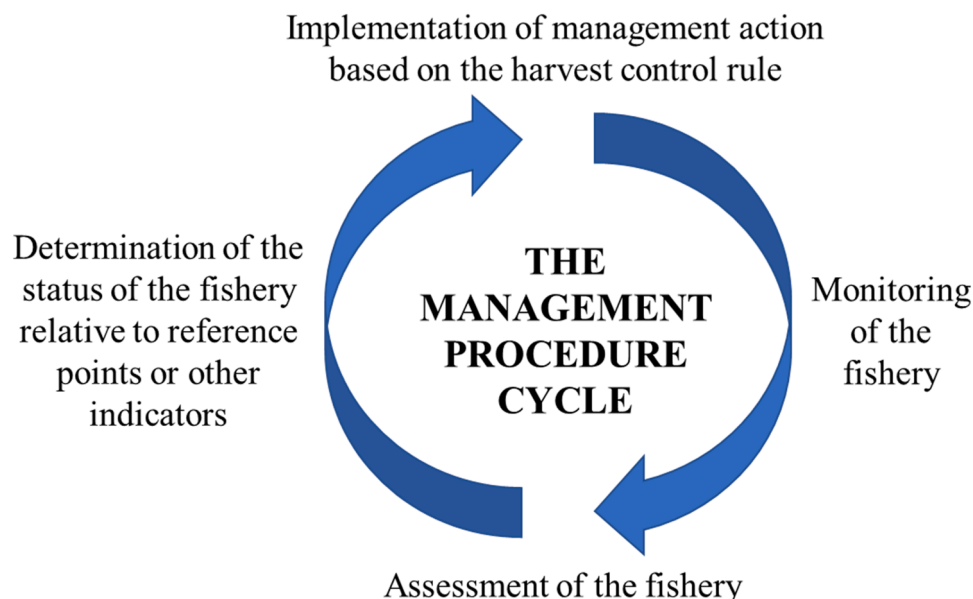 Implementation of management action
based on the harvest control rule
Determination of the
status of the fishery
relative to reference
points or other
indicators
THE
MANAGEMENT
PROCEDURE
CYCLE
Monitoring
of the
fishery
Assessment of the fishery